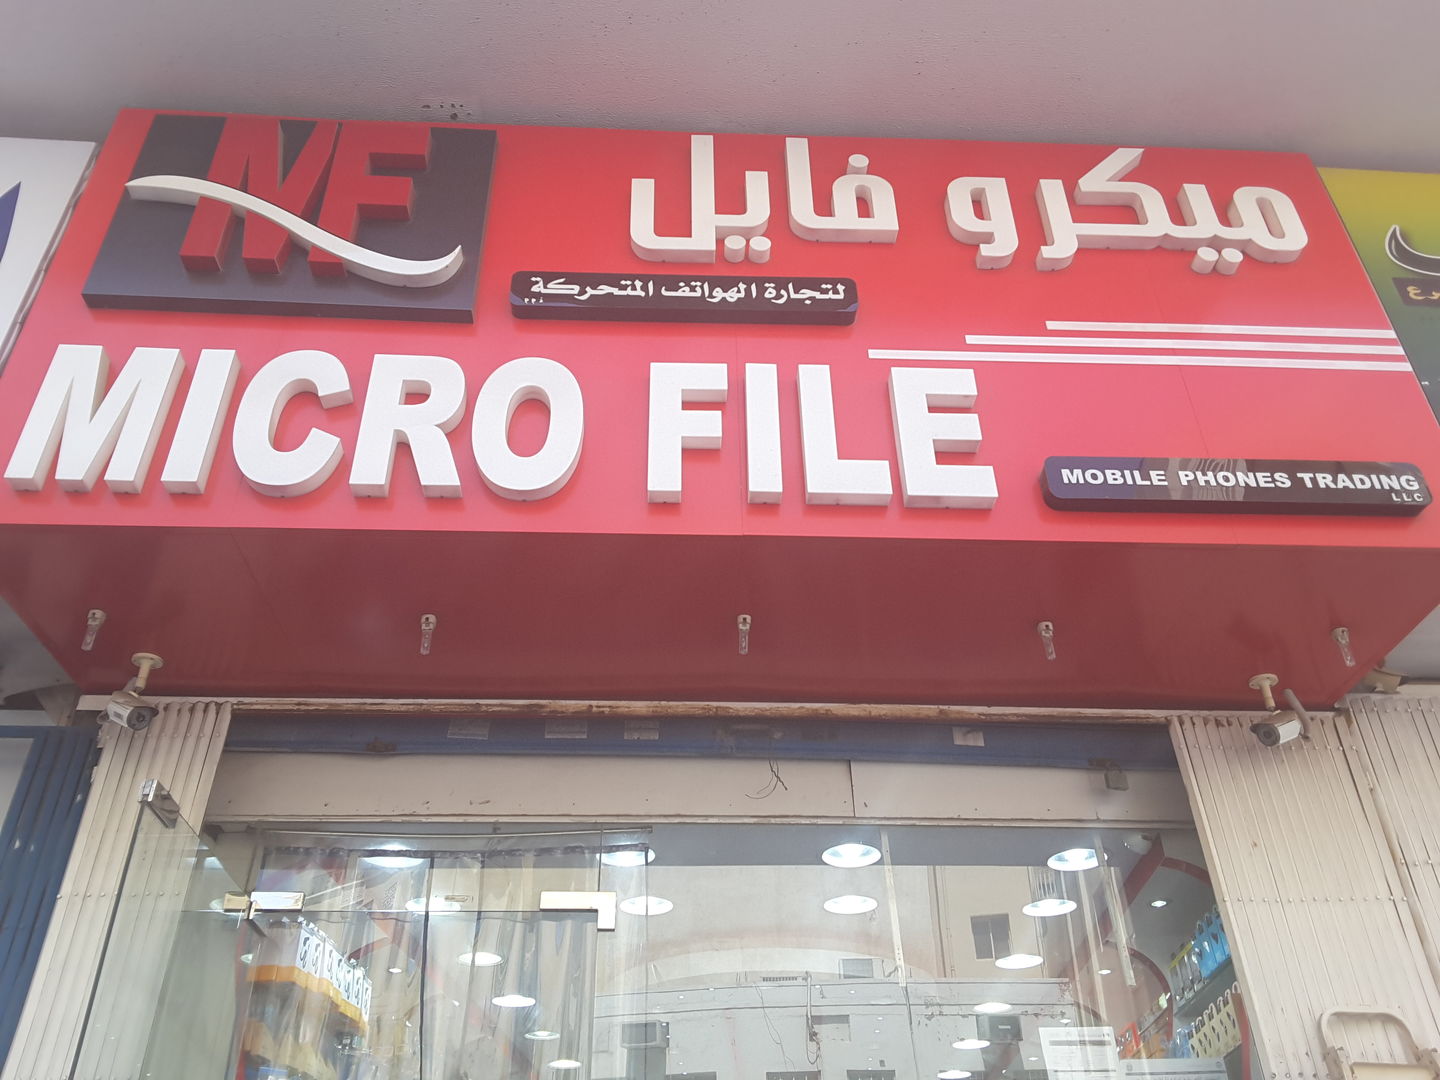 MF
ميكرو فايل
لتجارة الهواتف المتحركة
ذ.م.م
MICRO FILE
MOBILE PHONES TRADING
LLC